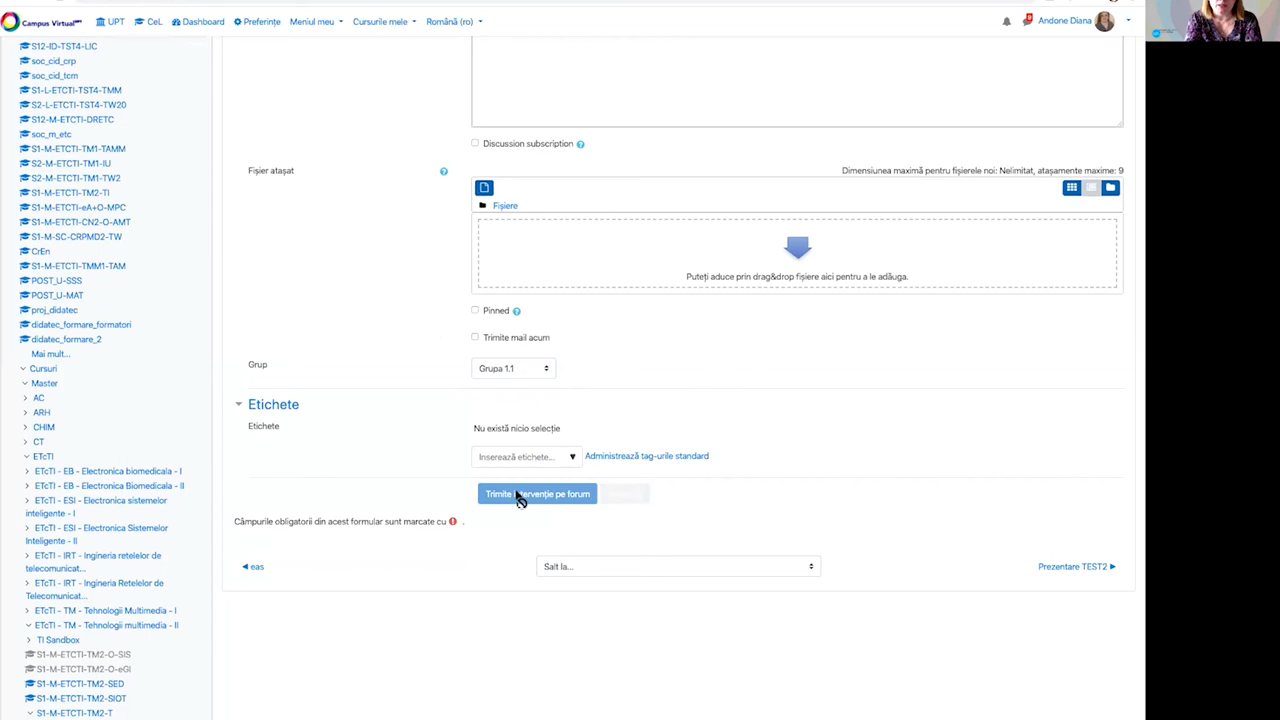 Campus Virtual UPT
UPT
CeL
Dashboard
Preferințe
Meniul meu
Cursurile mele
Română (ro)
Andone Diana
S12-ID-TST4-LIC
soc_cid_crp
soc_cid_tcm
S1-L-ETCTI-TST4-TMM
S2-L-ETCTI-TST4-TW20
S12-M-ETCTI-DRETC
soc_m_etc
S1-M-ETCTI-TM1-TAMM
S2-M-ETCTI-TM1-IU
S2-M-ETCTI-TM1-TW2
S1-M-ETCTI-TM2-TI
S1-M-ETCTI-eA+O-MPC
S1-M-ETCTI-CN2-O-AMT
S1-M-SC-CRPMD2-TW
CrEn
S1-M-ETCTI-TMM1-TAM
POST_U-SSS
POST_U-MAT
proj_didatec
didatec_formare_formatori
didatec_formare_2
Mai mult...
Cursuri
Master
AC
ARH
CHIM
CT
ETcTI
ETcTI - EB - Electronica biomedicala - I
ETcTI - EB - Electronica Biomedicala - II
ETcTI - ESI - Electronica sistemelor
inteligente - I
ETcTI - ESI - Electronica Sistemelor
Inteligente - II
ETcTI - IRT - Ingineria retelelor de
telecomunicat...
ETcTI - IRT - Ingineria Retelelor de
Telecomunicat...
ETcTI - TM - Tehnologii Multimedia - I
ETcTI - TM - Tehnologii multimedia - II
TI Sandbox
S1-M-ETCTI-TM2-O-SIS
S1-M-ETCTI-TM2-O-eGI
S1-M-ETCTI-TM2-SED
S1-M-ETCTI-TM2-SIOT
S1-M-ETCTI-TM2-T
Discussion subscription
Fișier atașat
Dimensiunea maximă pentru fișierele noi: Nelimitat, atașamente maxime: 9
Fișiere
Puteți aduce prin drag&drop fișiere aici pentru a le adăuga.
Pinned
Trimite mail acum
Grup
Grupa 1.1
Etichete
Etichete
Nu există nicio selecție
Inserează etichete...
Administrează tag-urile standard
Trimite intervenție pe forum
Câmpurile obligatorii din acest formular sunt marcate cu .
eas
Salt la...
Prezentare TEST2